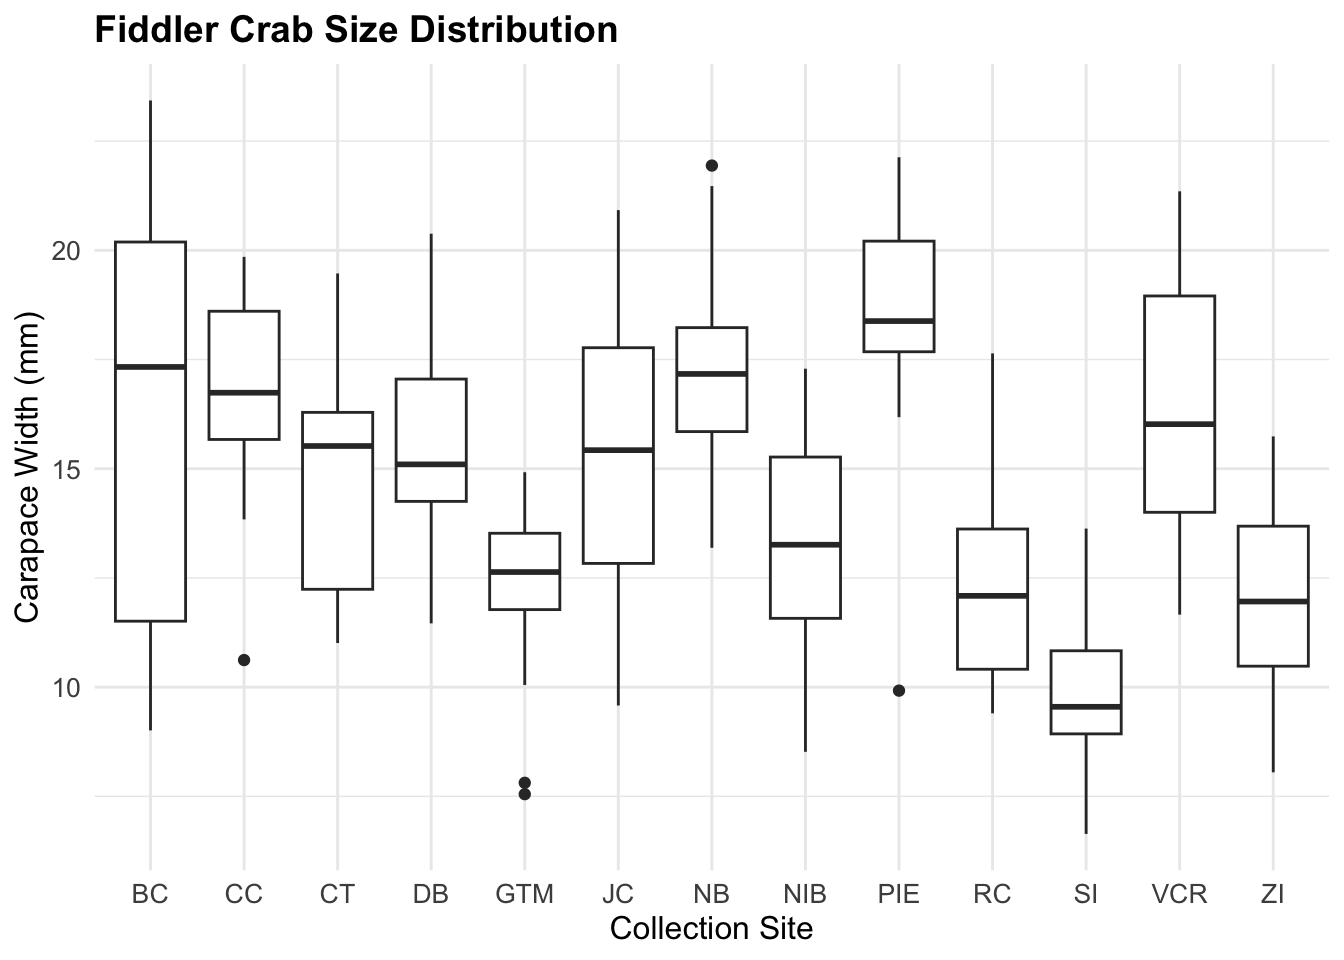 Fiddler Crab Size Distribution
Carapace Width (mm)
20
15
10
BC CC CT DB GTM JC NB NIB PIE RC SI VCR ZI
Collection Site